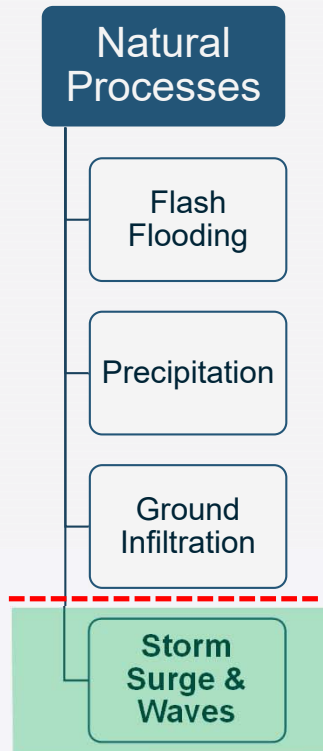 Natural
Processes
Flash
Flooding
Precipitation
Ground
Infiltration
Storm
Surge &
Waves